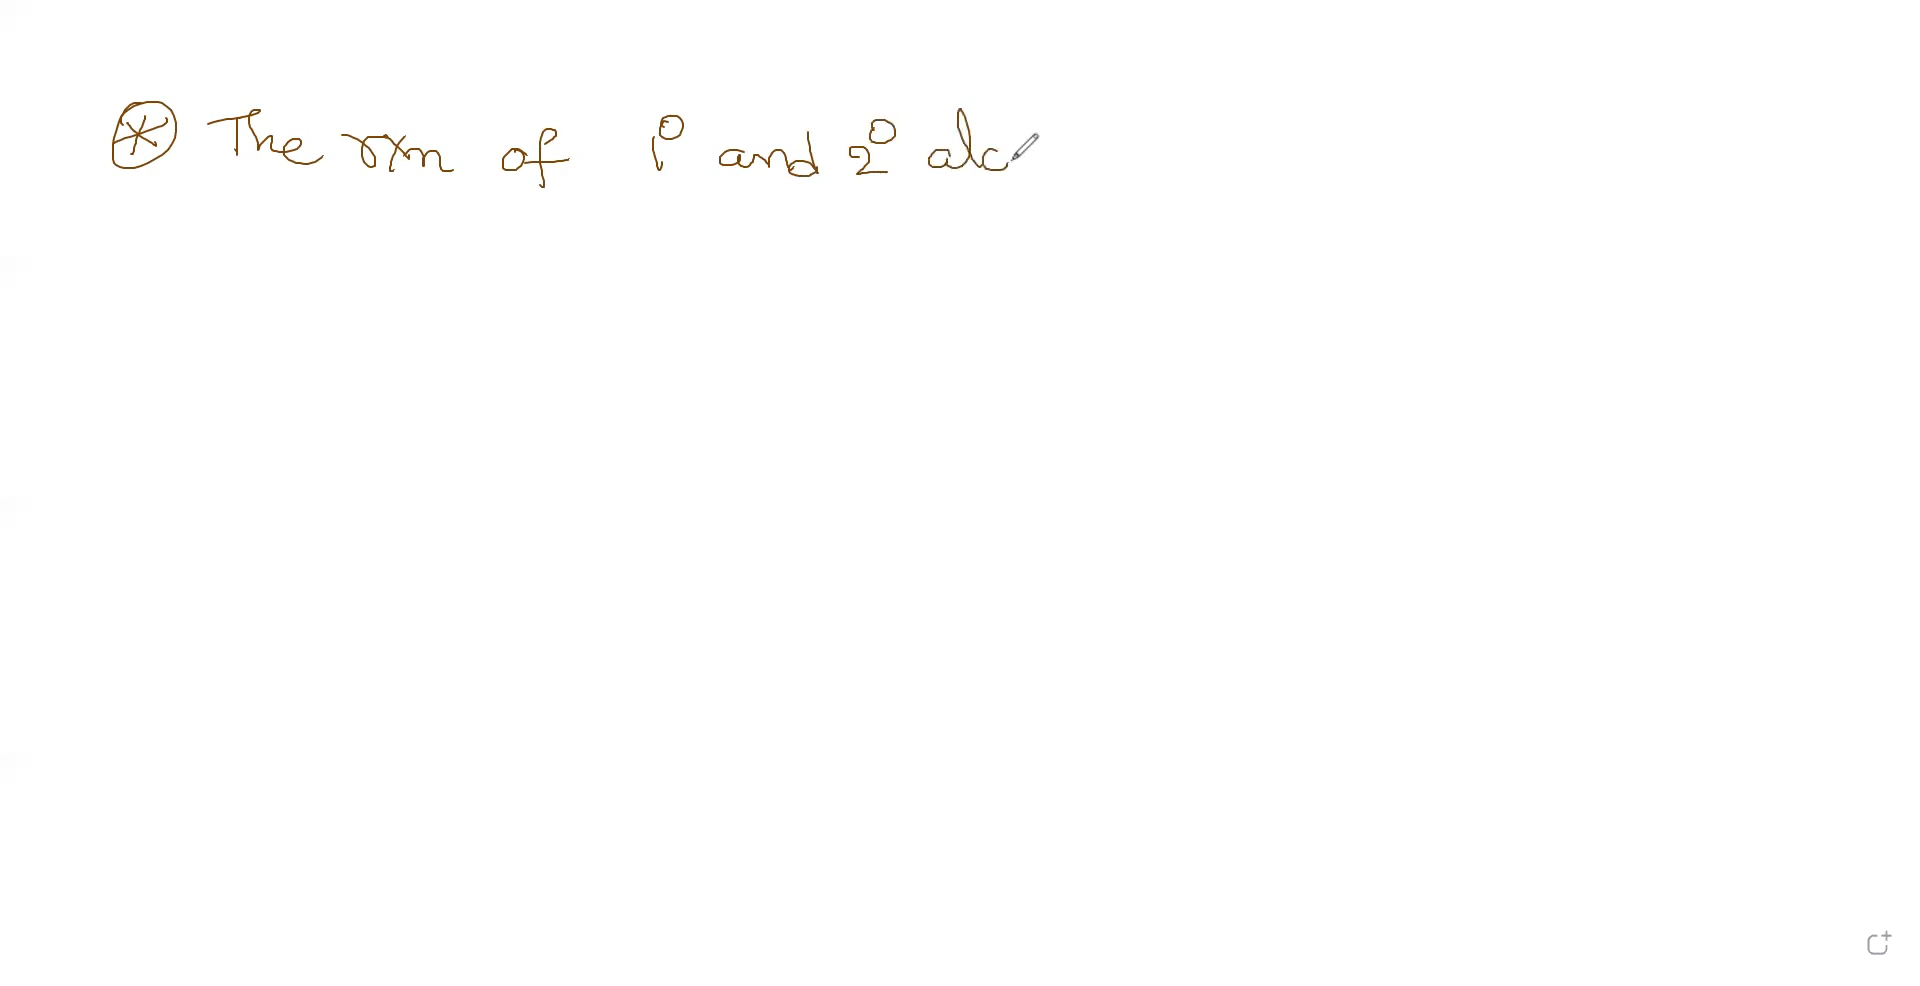 ⊛ The rxn of 1° and 2° alc